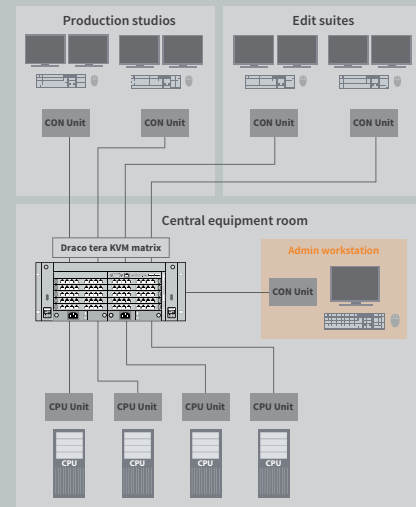 Production studios
Edit suites
CON Unit
CON Unit
CON Unit
CON Unit
Central equipment room
Draco tera KVM matrix
Admin workstation
CON Unit
CPU Unit
CPU Unit
CPU Unit
CPU Unit
CPU
CPU
CPU
CPU